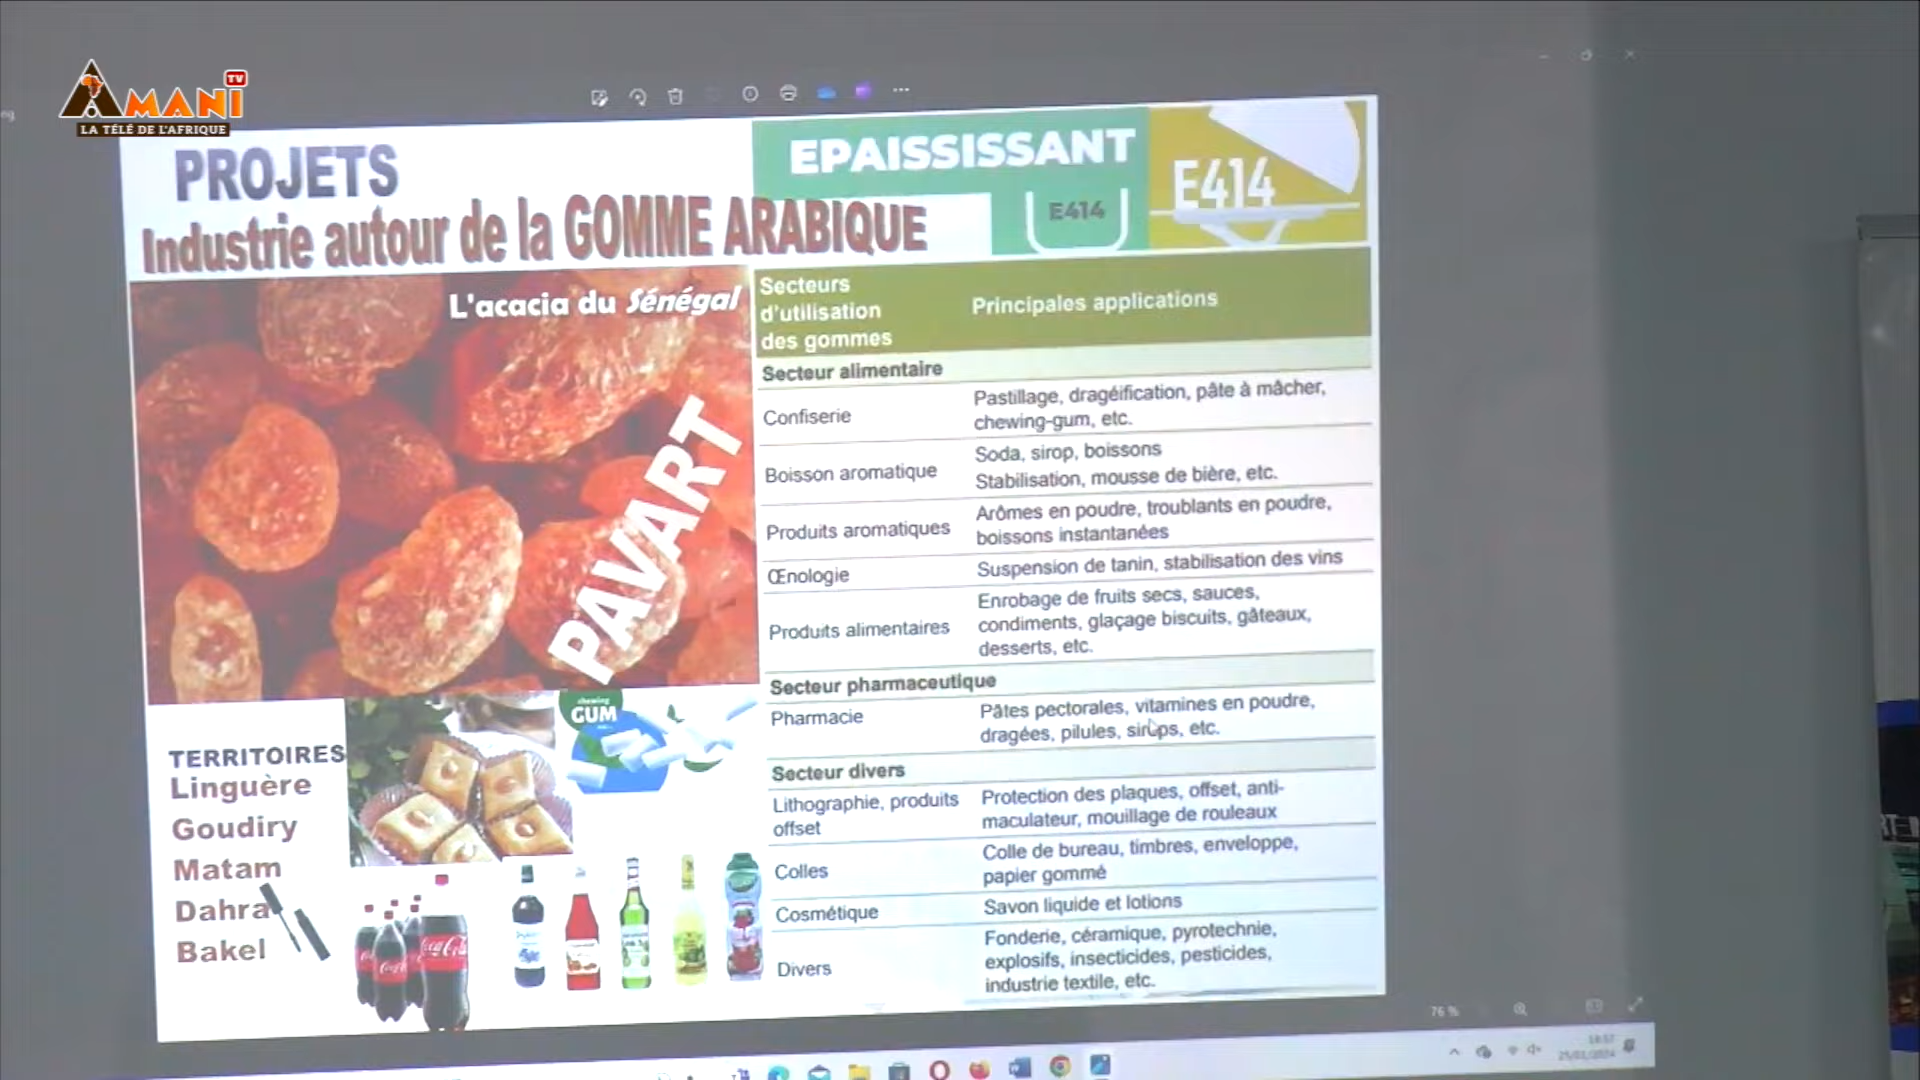 AMANI TV
LA TÉLÉ DE L'AFRIQUE
PROJETS
Industrie autour de la GOMME ARABIQUE
EPAISSISSANT
E414
E414
L'acacia du Sénégal
PAVART
Secteurs
d'utilisation
des gommes
Principales applications
Secteur alimentaire
Confiserie
Pastillage, dragéification, pâte à mâcher,
chewing-gum, etc.
Boisson aromatique
Soda, sirop, boissons
Stabilisation, mousse de bière, etc.
Produits aromatiques
Arômes en poudre, troublants en poudre,
boissons instantanées
Œnologie
Suspension de tanin, stabilisation des vins
Produits alimentaires
Enrobage de fruits secs, sauces,
condiments, glaçage biscuits, gâteaux,
desserts, etc.
Secteur pharmaceutique
Pharmacie
Pâtes pectorales, vitamines en poudre,
dragées, pilules, sirops, etc.
Secteur divers
Lithographie, produits
offset
Protection des plaques, offset, anti-
maculateur, mouillage de rouleaux
Colles
Colle de bureau, timbres, enveloppe,
papier gommé
Cosmétique
Savon liquide et lotions
Divers
Fonderie, céramique, pyrotechnie,
explosifs, insecticides, pesticides,
industrie textile, etc.
TERRITOIRES
Linguère
Goudiry
Matam
Dahra
Bakel
chewing
GUM
Coca-Cola
76 %